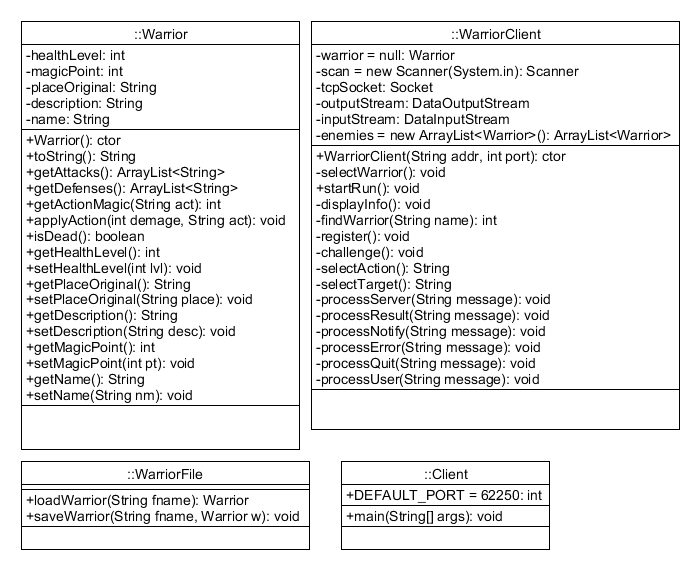 ::Warrior
-healthLevel: int
-magicPoint: int
-placeOriginal: String
-description: String
-name: String
+Warrior(): ctor
+toString(): String
+getAttacks(): ArrayList<String>
+getDefenses(): ArrayList<String>
+getActionMagic(String act): int
+applyAction(int demage, String act): void
+isDead(): boolean
+getHealthLevel(): int
+setHealthLevel(int lvl): void
+getPlaceOriginal(): String
+setPlaceOriginal(String place): void
+getDescription(): String
+setDescription(String desc): void
+getMagicPoint(): int
+setMagicPoint(int pt): void
+getName(): String
+setName(String nm): void
::WarriorClient
-warrior = null: Warrior
-scan = new Scanner(System.in): Scanner
-tcpSocket: Socket
-outputStream: DataOutputStream
-inputStream: DataInputStream
-enemies = new ArrayList<Warrior>(): ArrayList<Warrior>
+WarriorClient(String addr, int port): ctor
-selectWarrior(): void
+startRun(): void
-displayInfo(): void
-findWarrior(String name): int
-register(): void
-challenge(): void
-selectAction(): String
-selectTarget(): String
-processServer(String message): void
-processResult(String message): void
-processNotify(String message): void
-processError(String message): void
-processQuit(String message): void
-processUser(String message): void
::WarriorFile
+loadWarrior(String fname): Warrior
+saveWarrior(String fname, Warrior w): void
::Client
+DEFAULT_PORT = 62250: int
+main(String[] args): void